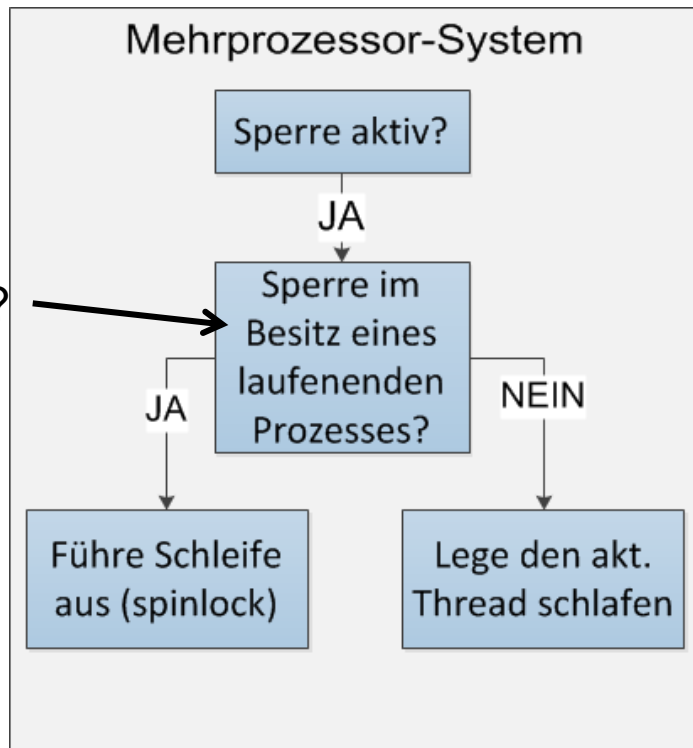 Mehrprozessor-System
Sperre aktiv?
JA
?
Sperre im
Besitz eines
laufenenden
Prozesses?
JA
NEIN
Führe Schleife
aus (spinlock)
Lege den akt.
Thread schlafen